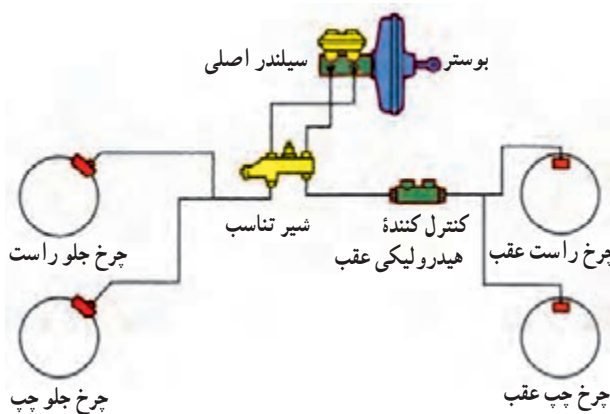 بوستر
سیلندر اصلی
شیر تناسب
کنترل کنندهٔ
هیدرولیکی عقب
چرخ راست عقب
چرخ جلو راست
چرخ چپ عقب
چرخ جلو چپ